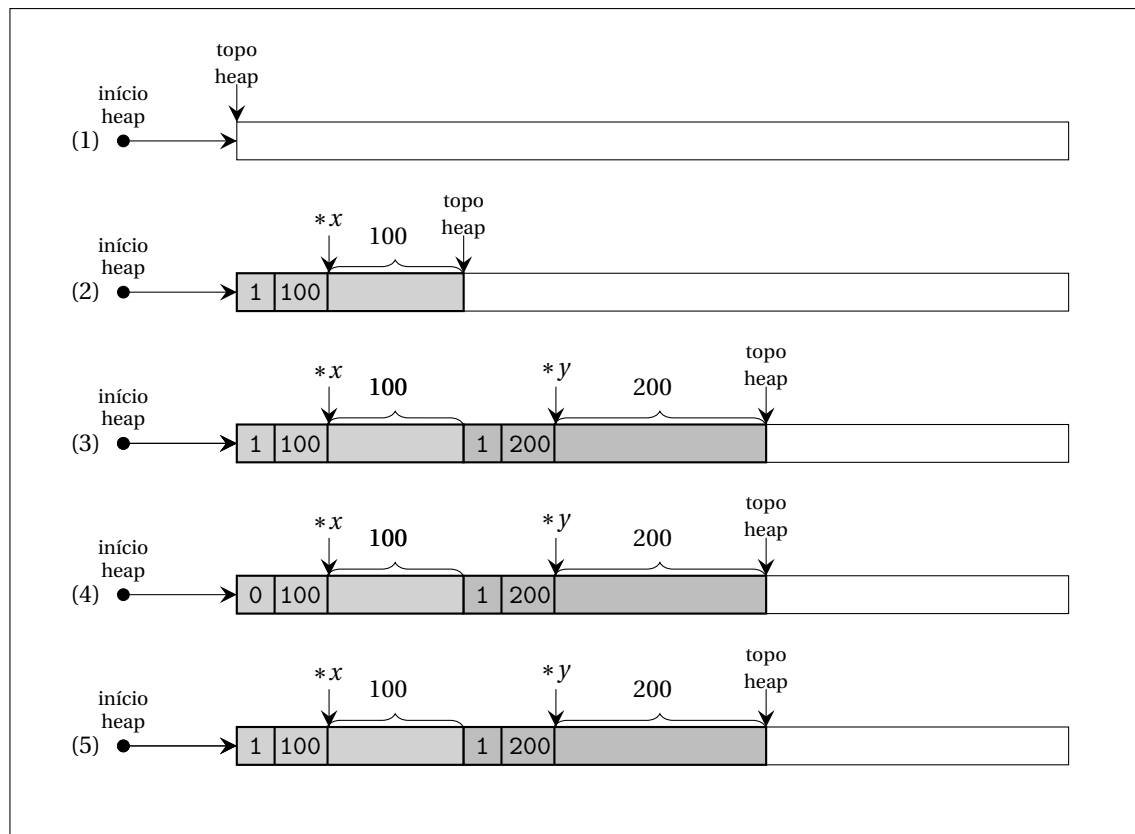 topo
heap
início
heap
(1)
topo
heap
*x
100
início
heap
(2)
1 100
topo
heap
*x
100
*y
200
início
heap
(3)
1 100 1 200
topo
heap
*x
100
*y
200
início
heap
(4)
0 100 1 200
topo
heap
*x
100
*y
200
início
heap
(5)
1 100 1 200